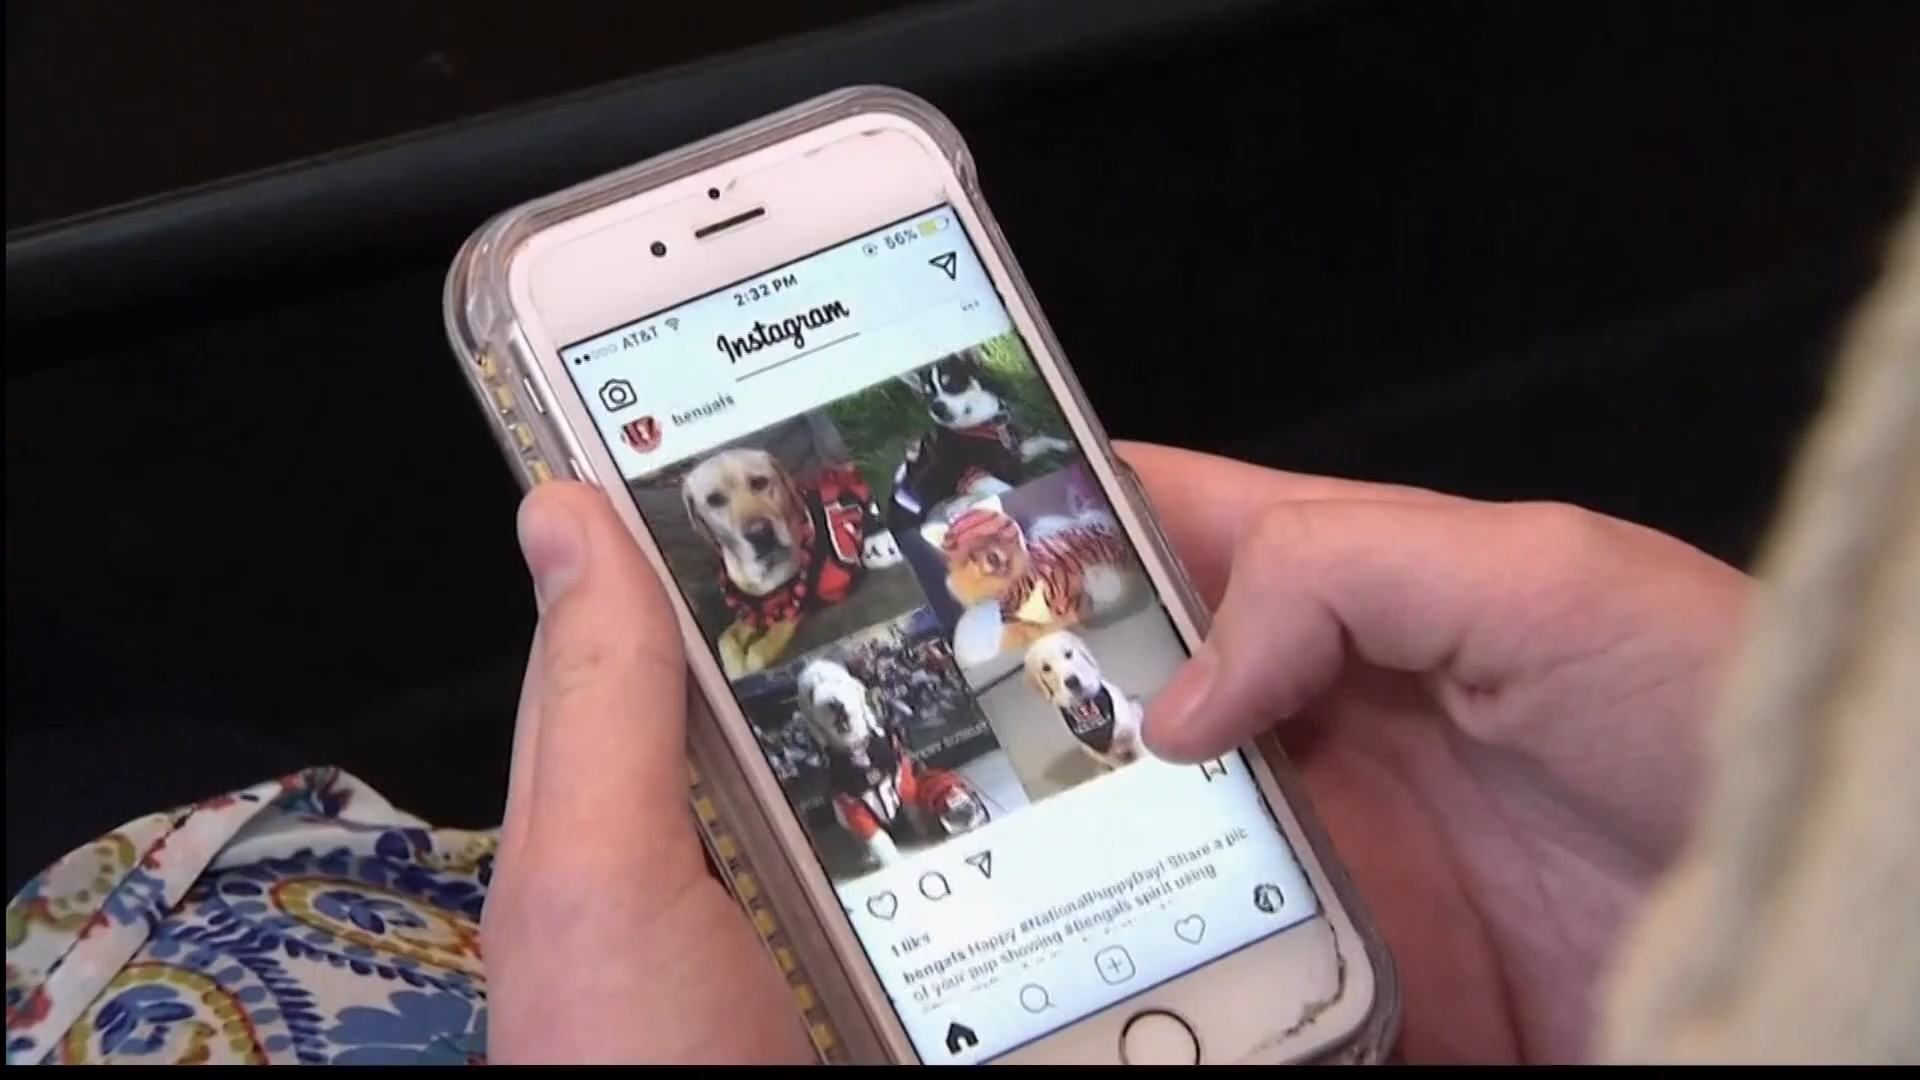 AT&T 2:32 PM 56%
Instagram
bengals
1 like
bengals Happy #NationalPuppyDay! Share a pic
of your pup showing #Bengals spirit using